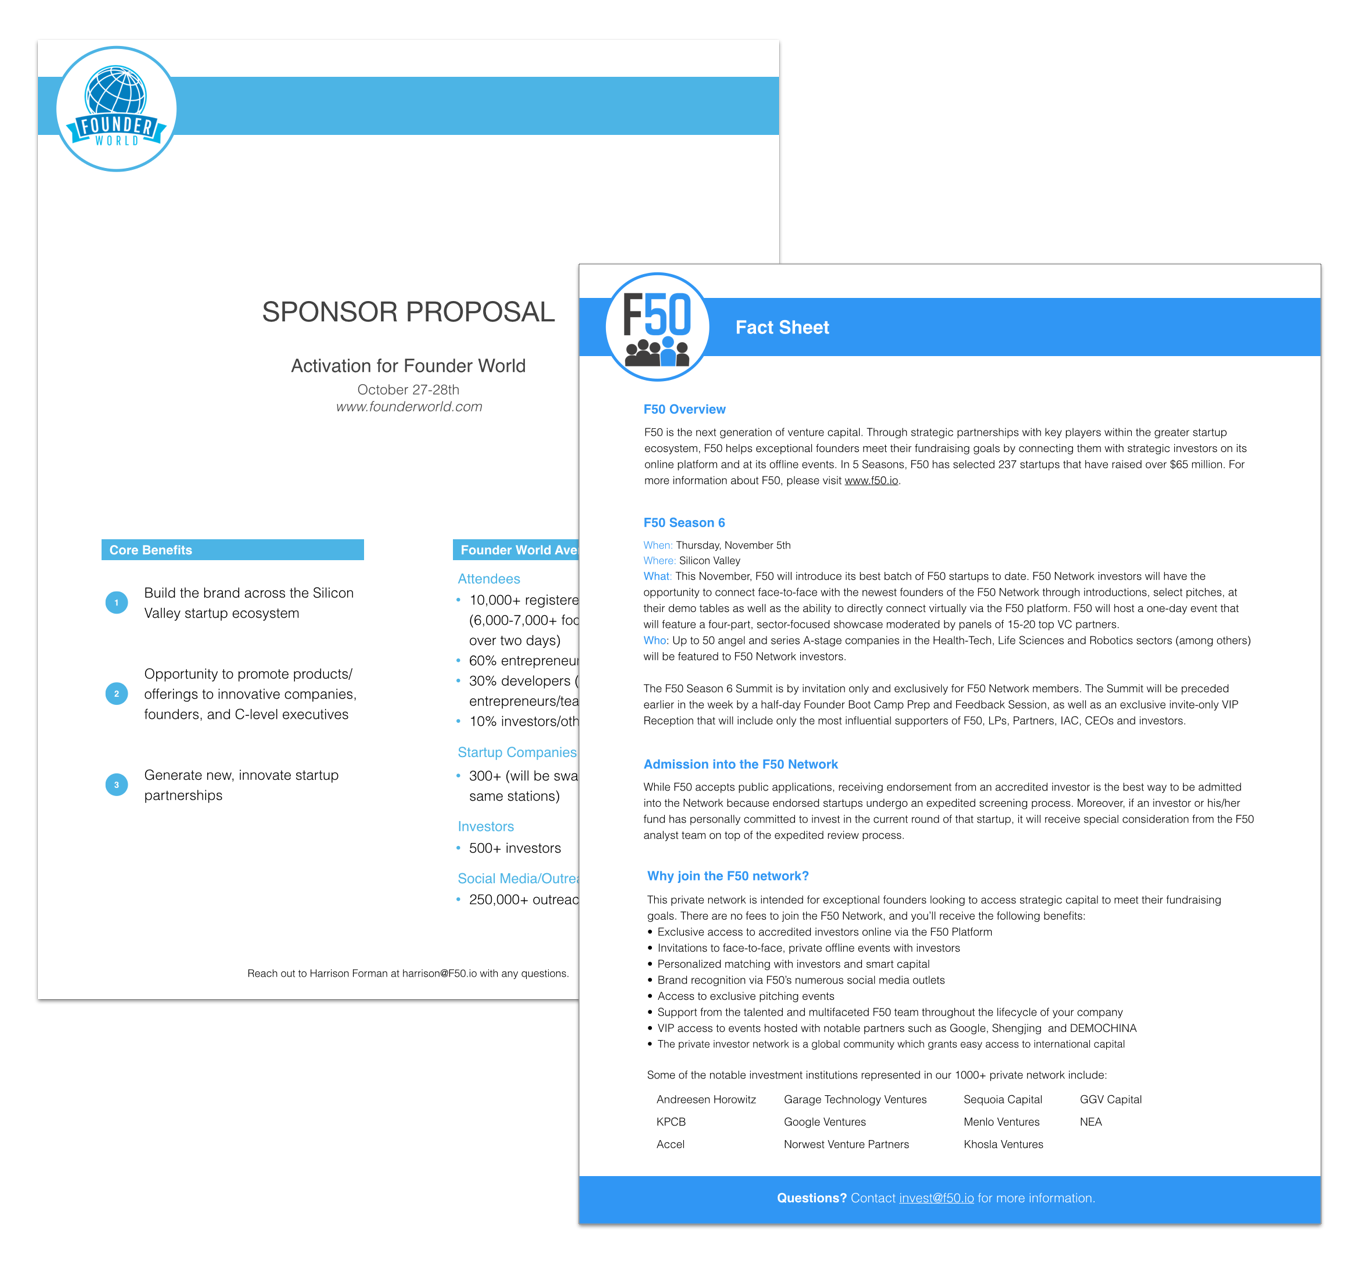 FOUNDER
WORLD
SPONSOR PROPOSAL
Activation for Founder World
October 27-28th
www.founderworld.com
Core Benefits
1
Build the brand across the Silicon
Valley startup ecosystem
2
Opportunity to promote products/
offerings to innovative companies,
founders, and C-level executives
3
Generate new, innovate startup
partnerships
Founder World Ave
Attendees
• 10,000+ registere
(6,000-7,000+ foo
over two days)
• 60% entrepreneur
• 30% developers (
entrepreneurs/tea
• 10% investors/oth
Startup Companies
• 300+ (will be swa
same stations)
Investors
• 500+ investors
Social Media/Outrea
• 250,000+ outreac
Reach out to Harrison Forman at harrison@F50.io with any questions.
F50
Fact Sheet
F50 Overview
F50 is the next generation of venture capital. Through strategic partnerships with key players within the greater startup
ecosystem, F50 helps exceptional founders meet their fundraising goals by connecting them with strategic investors on its
online platform and at its offline events. In 5 Seasons, F50 has selected 237 startups that have raised over $65 million. For
more information about F50, please visit www.f50.io.
F50 Season 6
When: Thursday, November 5th
Where: Silicon Valley
What: This November, F50 will introduce its best batch of F50 startups to date. F50 Network investors will have the
opportunity to connect face-to-face with the newest founders of the F50 Network through introductions, select pitches, at
their demo tables as well as the ability to directly connect virtually via the F50 platform. F50 will host a one-day event that
will feature a four-part, sector-focused showcase moderated by panels of 15-20 top VC partners.
Who: Up to 50 angel and series A-stage companies in the Health-Tech, Life Sciences and Robotics sectors (among others)
will be featured to F50 Network investors.
The F50 Season 6 Summit is by invitation only and exclusively for F50 Network members. The Summit will be preceded
earlier in the week by a half-day Founder Boot Camp Prep and Feedback Session, as well as an exclusive invite-only VIP
Reception that will include only the most influential supporters of F50, LPs, Partners, IAC, CEOs and investors.
Admission into the F50 Network
While F50 accepts public applications, receiving endorsement from an accredited investor is the best way to be admitted
into the Network because endorsed startups undergo an expedited screening process. Moreover, if an investor or his/her
fund has personally committed to invest in the current round of that startup, it will receive special consideration from the F50
analyst team on top of the expedited review process.
Why join the F50 network?
This private network is intended for exceptional founders looking to access strategic capital to meet their fundraising
goals. There are no fees to join the F50 Network, and you'll receive the following benefits:
• Exclusive access to accredited investors online via the F50 Platform
• Invitations to face-to-face, private offline events with investors
• Personalized matching with investors and smart capital
• Brand recognition via F50's numerous social media outlets
• Access to exclusive pitching events
• Support from the talented and multifaceted F50 team throughout the lifecycle of your company
• VIP access to events hosted with notable partners such as Google, Shengjing and DEMOCHINA
• The private investor network is a global community which grants easy access to international capital
Some of the notable investment institutions represented in our 1000+ private network include:
Andreesen Horowitz Garage Technology Ventures Sequoia Capital GGV Capital
KPCB Google Ventures Menlo Ventures NEA
Accel Norwest Venture Partners Khosla Ventures
Questions? Contact invest@f50.io for more information.